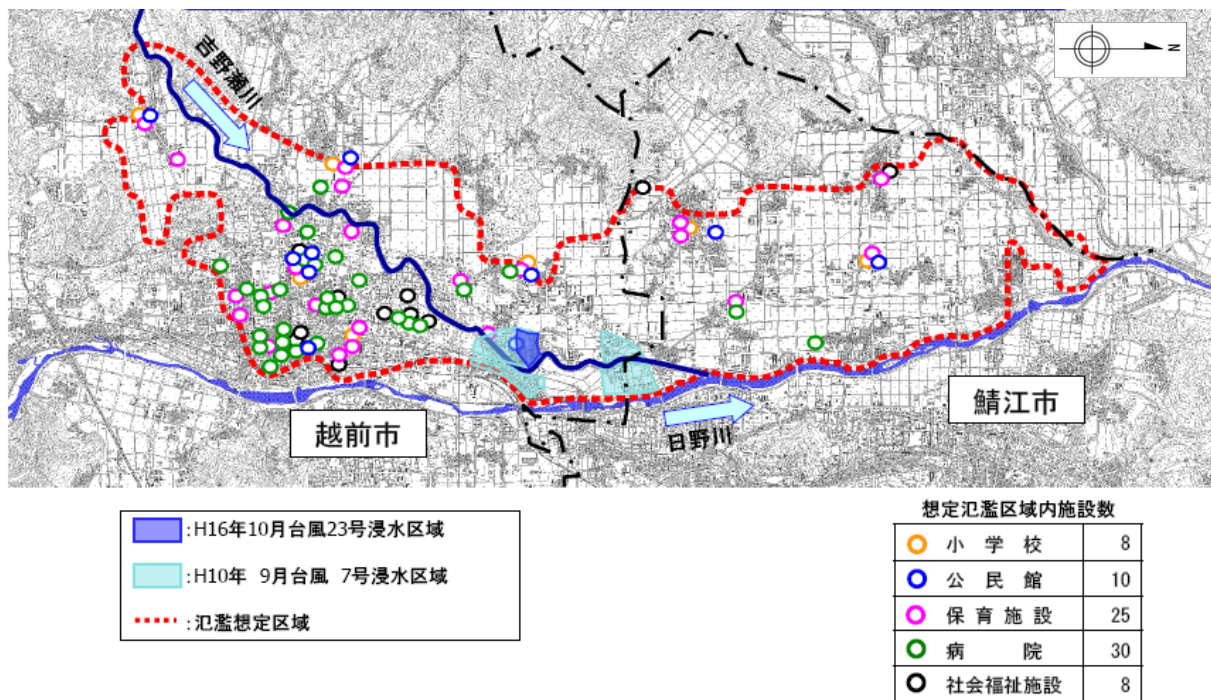 吉野瀬川
N
越前市
日野川
鯖江市
:H16年10月台風23号浸水区域
:H10年 9月台風 7号浸水区域
:氾濫想定区域
想定氾濫区域内施設数
小学校 8
公民館 10
保育施設 25
病院 30
社会福祉施設 8